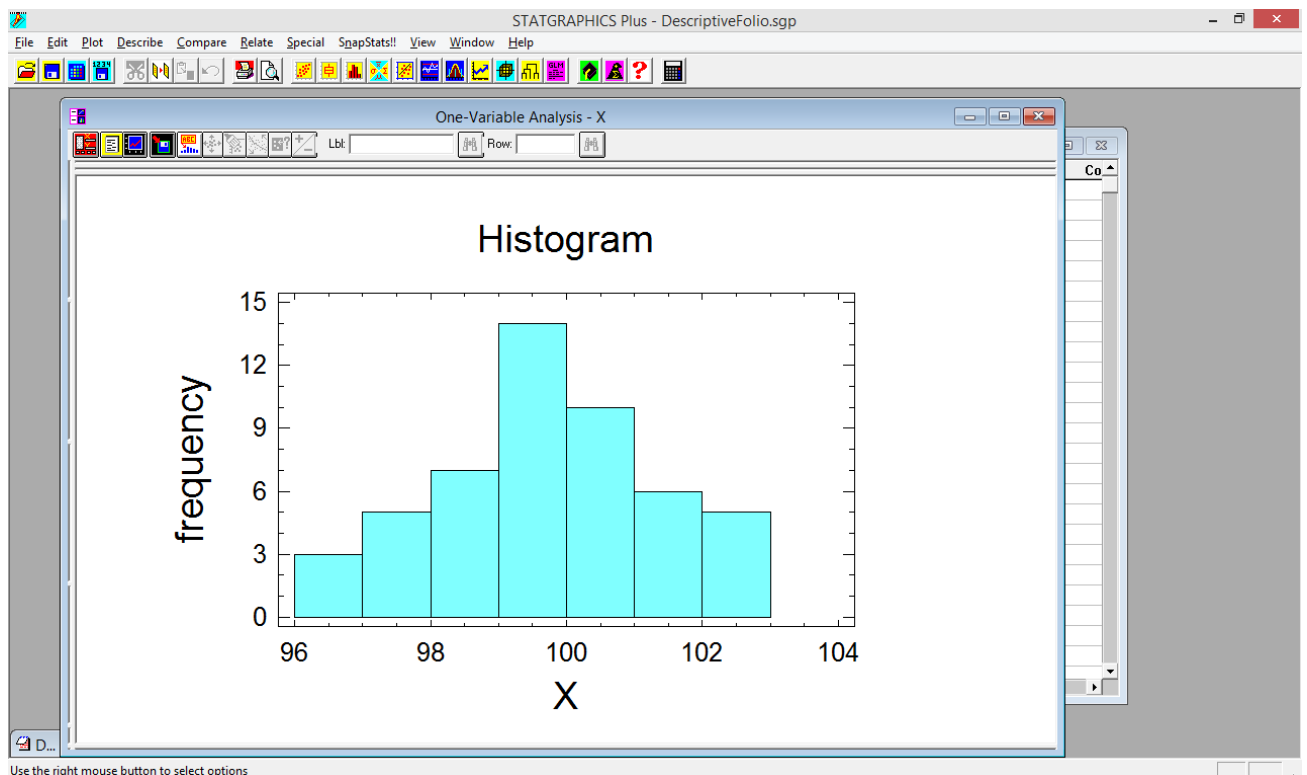 STATGRAPHICS Plus - DescriptiveFolio.sgp
File Edit Plot Describe Compare Relate Special SnapStats!! View Window Help
One-Variable Analysis - X
Lbl: Row:
Co
Histogram
15
12
9
6
3
0
frequency
96 98 100 102 104
X
D...
Use the right mouse button to select options